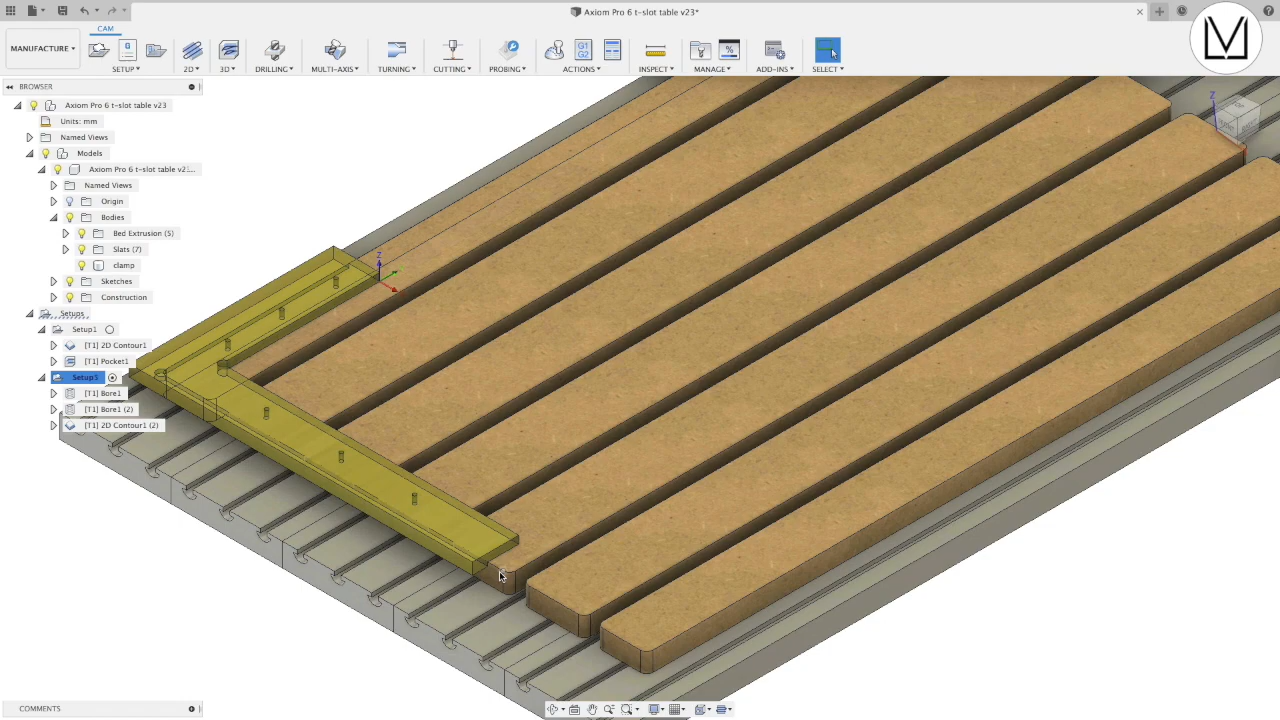 Axiom Pro 6 t-slot table v23*
MANUFACTURE
CAM
SETUP
2D
3D
DRILLING
MULTI-AXIS
TURNING
CUTTING
PROBING
G1
G2
ACTIONS
INSPECT
MANAGE
ADD-INS
SELECT
BROWSER
Axiom Pro 6 t-slot table v23
Units: mm
Named Views
Models
Axiom Pro 6 t-slot table v2:...
Named Views
Origin
Bodies
Bed Extrusion (5)
Slats (7)
clamp
Sketches
Construction
Setups
Setup1
[T1] 2D Contour1
[T1] Pocket1
Setup5
[T1] Bore1
[T1] Bore1 (2)
[T1] 2D Contour1 (2)
Z
Z
COMMENTS